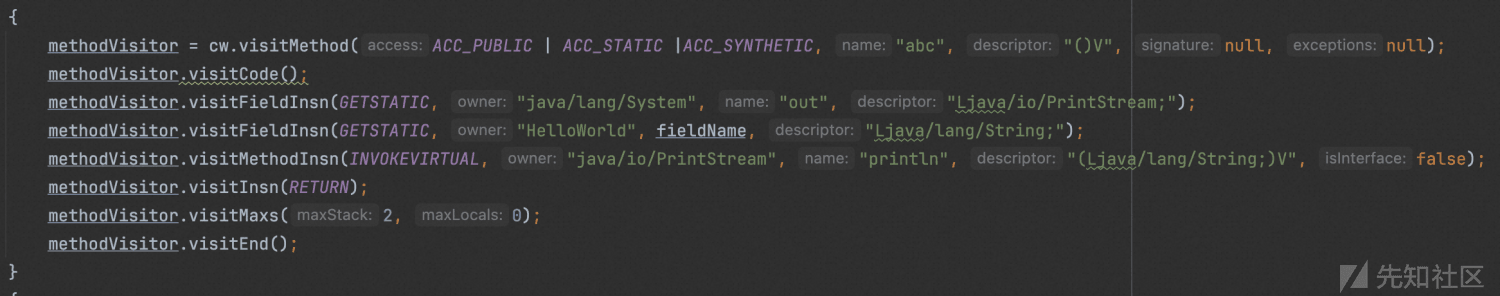 {
methodVisitor = cw.visitMethod( access: ACC_PUBLIC | ACC_STATIC |ACC_SYNTHETIC, name: "abc", descriptor: "()V", signature: null, exceptions: null);
methodVisitor.visitCode();
methodVisitor.visitFieldInsn(GETSTATIC, owner: "java/lang/System", name: "out", descriptor: "Ljava/io/PrintStream;");
methodVisitor.visitFieldInsn(GETSTATIC, owner: "HelloWorld", fieldName, descriptor: "Ljava/lang/String;");
methodVisitor.visitMethodInsn(INVOKEVIRTUAL, owner: "java/io/PrintStream", name: "println", descriptor: "(Ljava/lang/String;)V", isInterface: false);
methodVisitor.visitInsn(RETURN);
methodVisitor.visitMaxs( maxStack: 2, maxLocals: 0);
methodVisitor.visitEnd();
}
先知社区